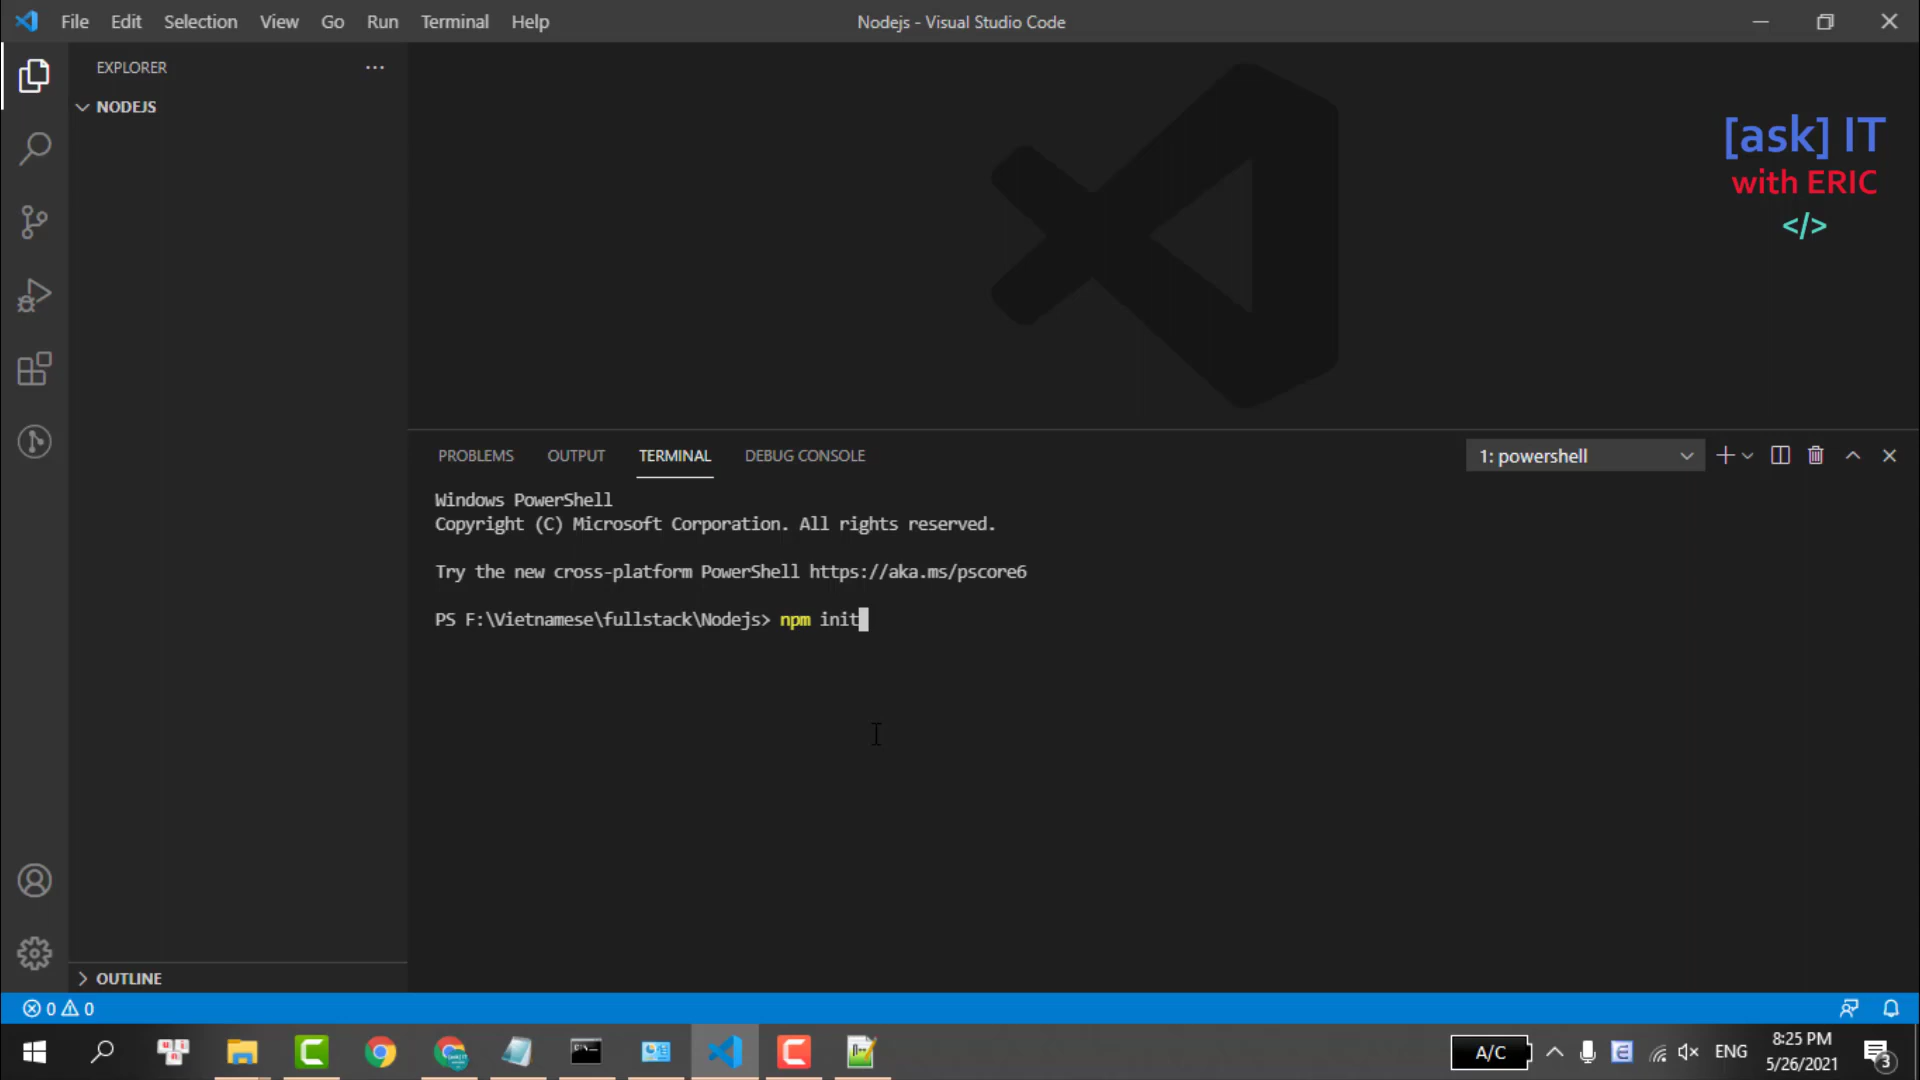 File Edit Selection View Go Run Terminal Help
Nodejs - Visual Studio Code
EXPLORER
NODEJS
[ask] IT
with ERIC
</>
PROBLEMS OUTPUT TERMINAL DEBUG CONSOLE
1: powershell
Windows PowerShell
Copyright (C) Microsoft Corporation. All rights reserved.
Try the new cross-platform PowerShell https://aka.ms/pscore6
PS F:\Vietnamese\fullstack\Nodejs> npm init
OUTLINE
0 0
A/C
ENG
8:25 PM
5/26/2021
3